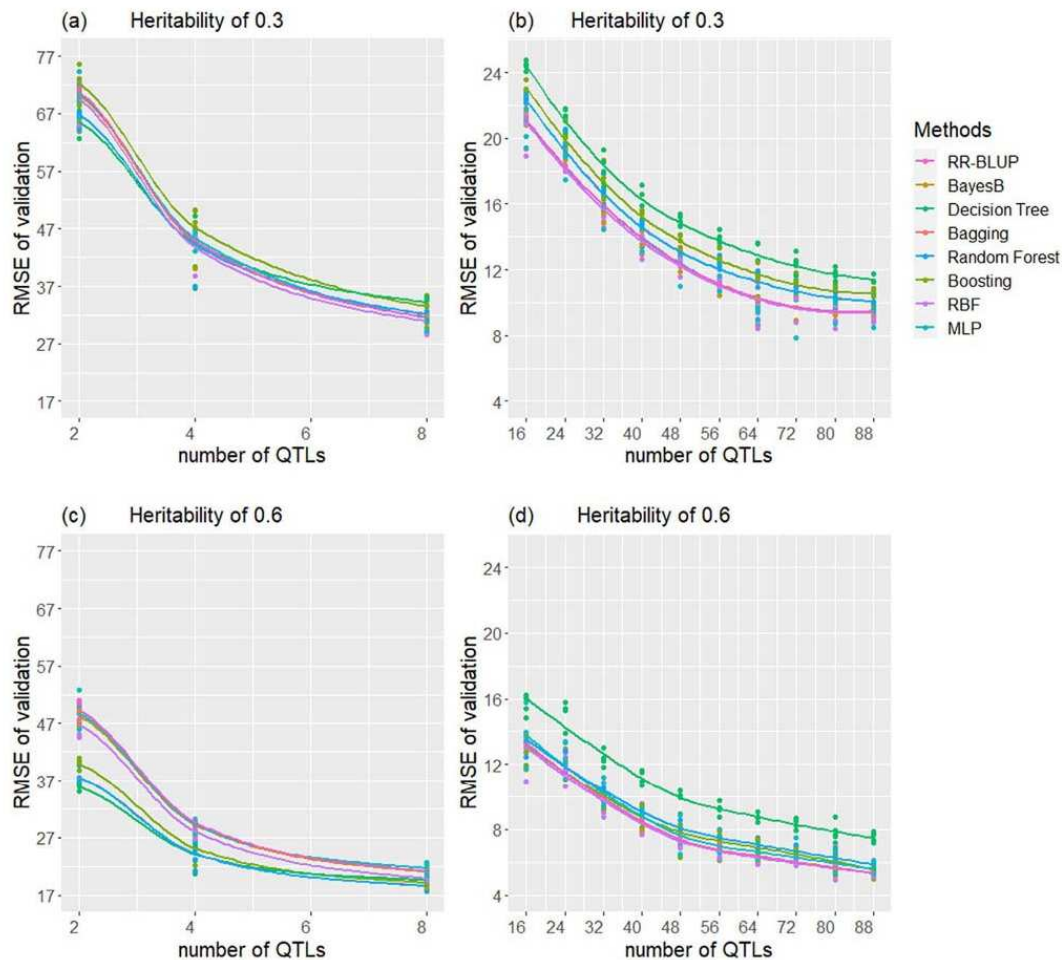 (a) Heritability of 0.3
77
67
57
47
37
27
17
RMSE of validation
2 4 6 8
number of QTLs
(b) Heritability of 0.3
24
20
16
12
8
4
RMSE of validation
16 24 32 40 48 56 64 72 80 88
number of QTLs
Methods
RR-BLUP
BayesB
Decision Tree
Bagging
Random Forest
Boosting
RBF
MLP
(c) Heritability of 0.6
77
67
57
47
37
27
17
RMSE of validation
2 4 6 8
number of QTLs
(d) Heritability of 0.6
24
20
16
12
8
4
RMSE of validation
16 24 32 40 48 56 64 72 80 88
number of QTLs